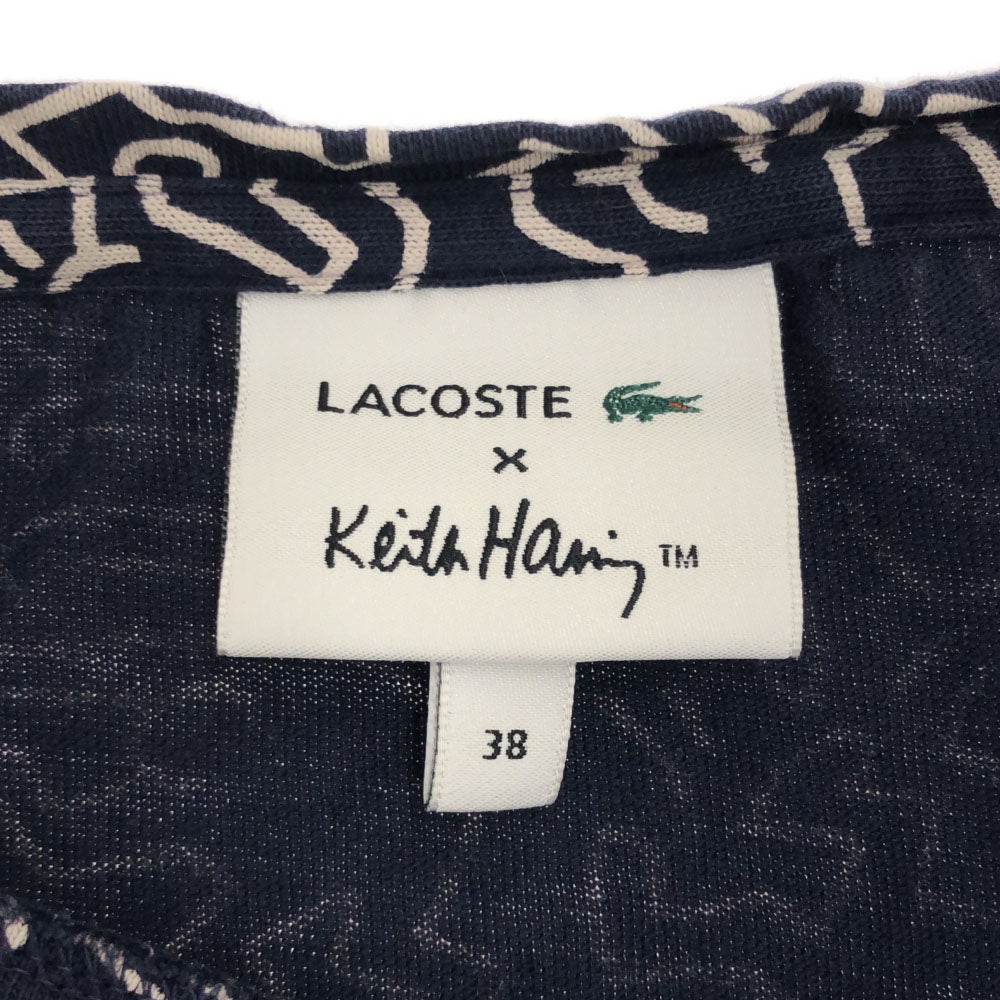 LACOSTE
×
Keith Haring ™
38